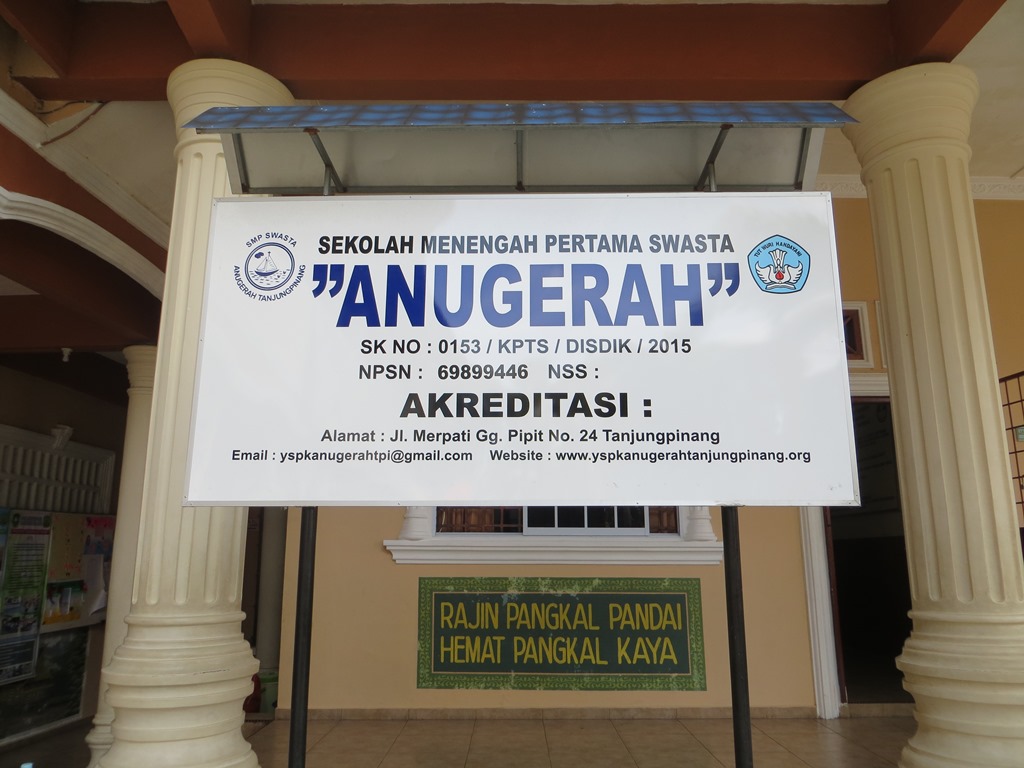 SMP SWASTA
ANUGERAH TANJUNGPINANG
SEKOLAH MENENGAH PERTAMA SWASTA
"ANUGERAH"
TUT WURI HANDAYANI
SK NO : 0153 / KPTS / DISDIK / 2015
NPSN : 69899446 NSS :
AKREDITASI :
Alamat : Jl. Merpati Gg. Pipit No. 24 Tanjungpinang
Email : yspkanugerahtpi@gmail.com Website : www.yspkanugerahtanjungpinang.org
RAJIN PANGKAL PANDAI
HEMAT PANGKAL KAYA